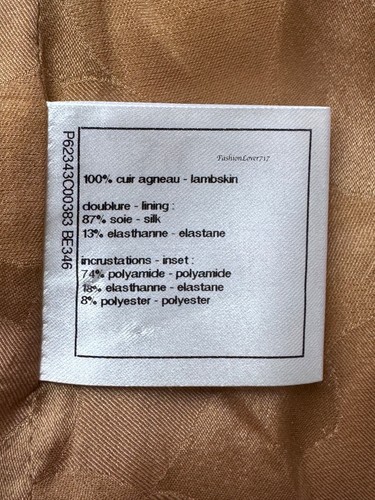 FashionLover717
100% cuir agneau - lambskin
doublure - lining :
87% soie - silk
13% elasthanne - elastane
incrustations - inset :
74% polyamide - polyamide
18% elasthanne - elastane
8% polyester - polyester
P62343C00383 BE346